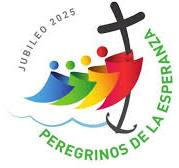 JUBILEO 2025
PEREGRINOS DE LA ESPERANZA